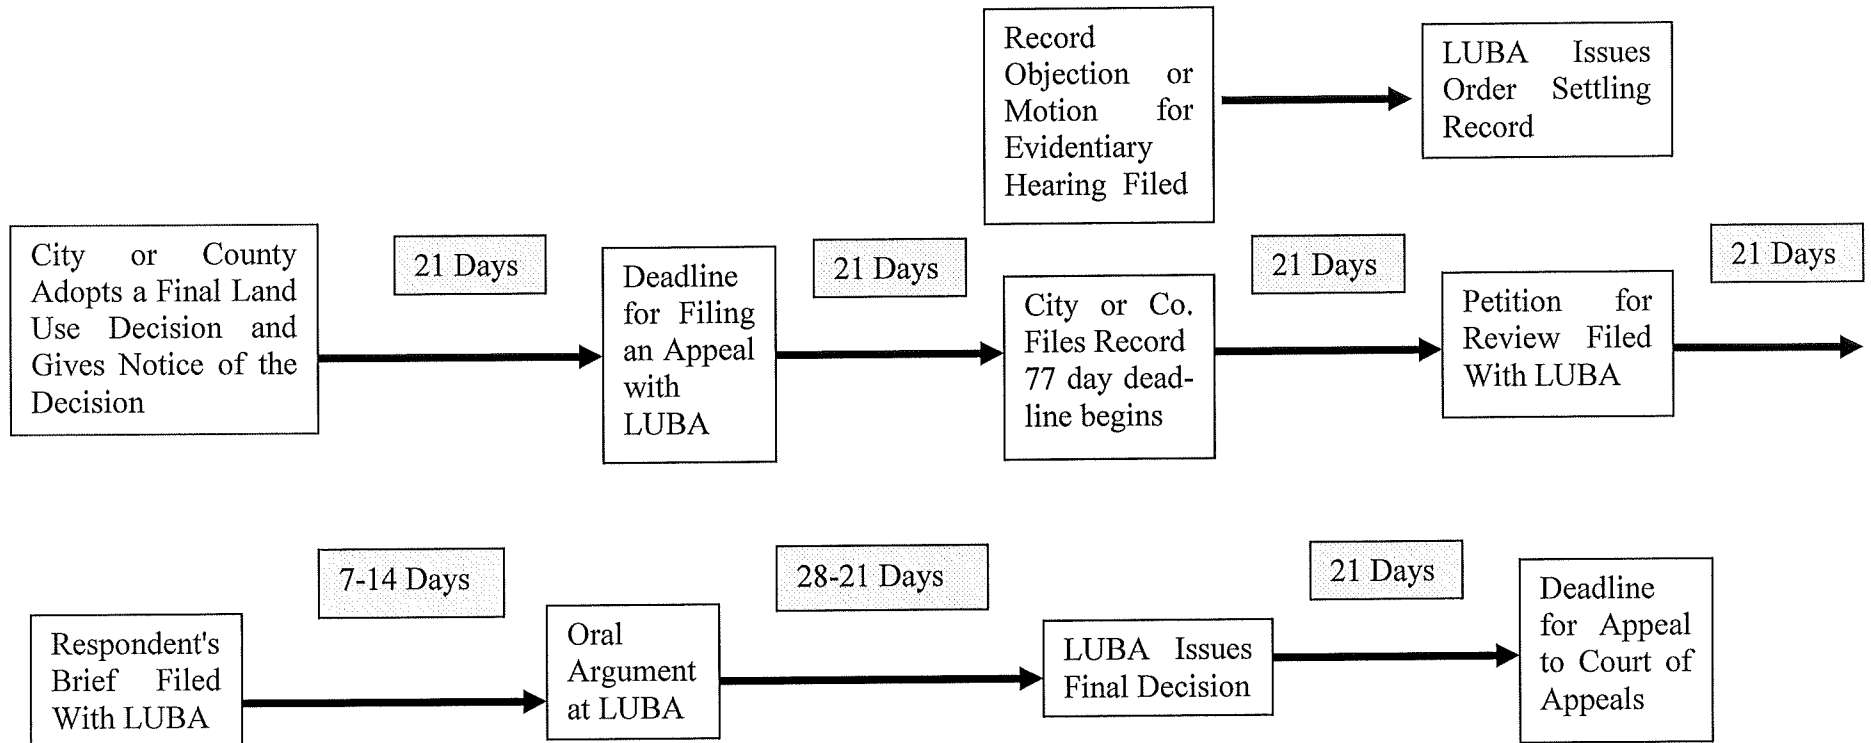 Record
Objection or
Motion for
Evidentiary
Hearing Filed
LUBA Issues
Order Settling
Record
City or County
Adopts a Final Land
Use Decision and
Gives Notice of the
Decision
21 Days
Deadline
for Filing
an Appeal
with
LUBA
21 Days
City or Co.
Files Record
77 day dead-
line begins
21 Days
Petition for
Review Filed
With LUBA
21 Days
Respondent's
Brief Filed
With LUBA
7-14 Days
Oral
Argument
at LUBA
28-21 Days
LUBA Issues
Final Decision
21 Days
Deadline
for Appeal
to Court of
Appeals